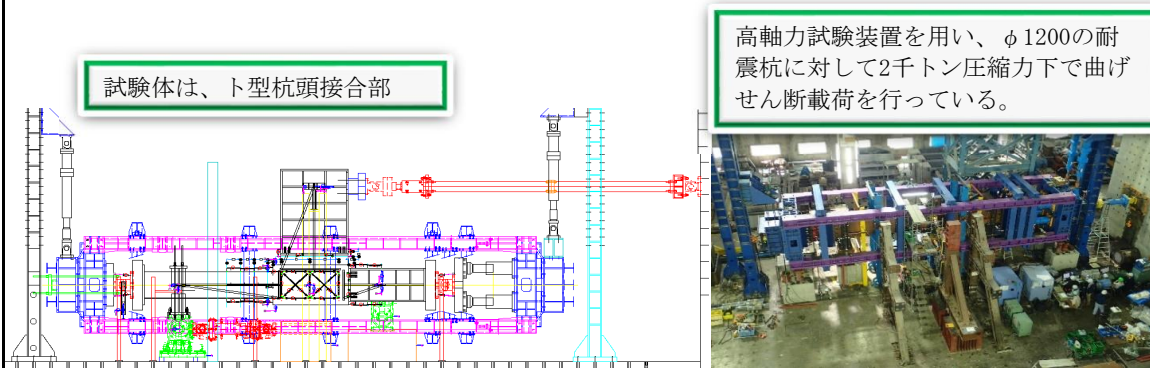 試験体は、ト型杭頭接合部
高軸力試験装置を用い、φ1200の耐
震杭に対して2千トン圧縮力下で曲げ
せん断載荷を行っている。